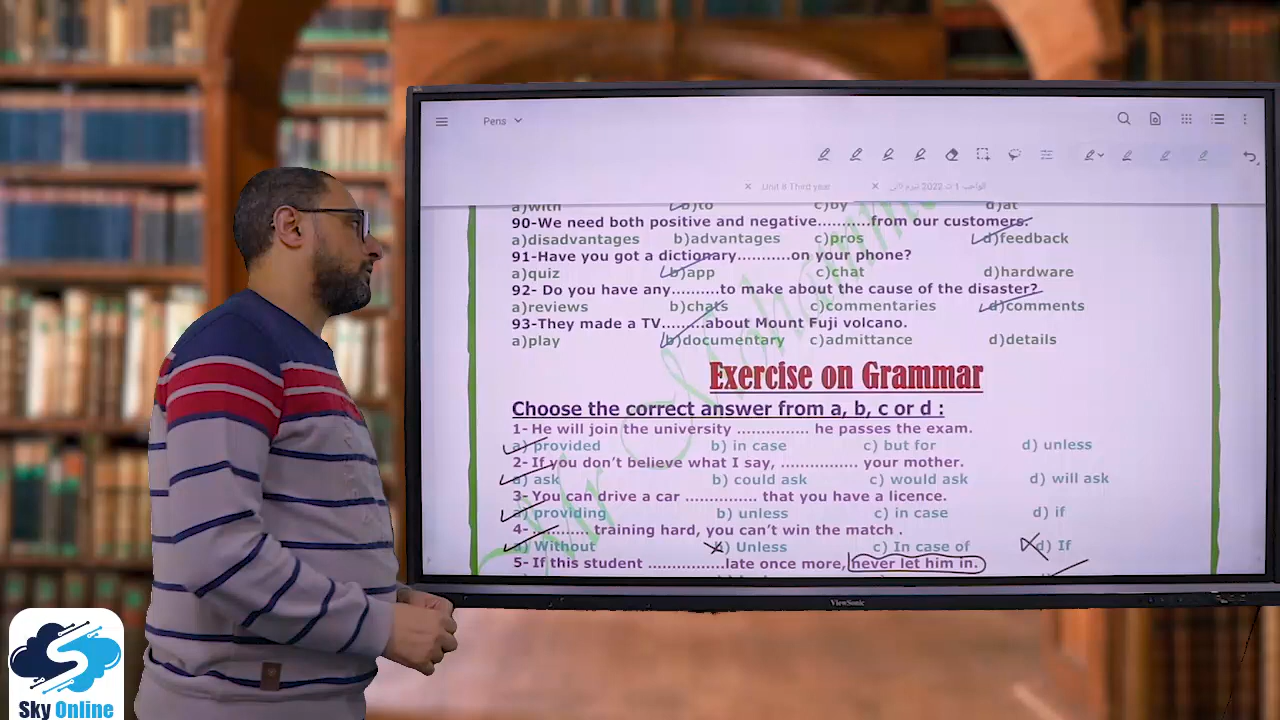 Pens
Unit 8 Third year
الواجب 1 ث 2022 تيرم تاني
a)with b)to c)by d)at
90-We need both positive and negative..........from our customers.
a)disadvantages b)advantages c)pros d)feedback
91-Have you got a dictionary...........on your phone?
a)quiz b)app c)chat d)hardware
92- Do you have any..........to make about the cause of the disaster?
a)reviews b)chats c)commentaries d)comments
93-They made a TV.........about Mount Fuji volcano.
a)play b)documentary c)admittance d)details
Exercise on Grammar
Choose the correct answer from a, b, c or d :
1- He will join the university ............... he passes the exam.
a) provided b) in case c) but for d) unless
2- If you don't believe what I say, ................ your mother.
a) ask b) could ask c) would ask d) will ask
3- You can drive a car ............... that you have a licence.
a) providing b) unless c) in case d) if
4- ............ training hard, you can't win the match .
a) Without b) Unless c) In case of d) If
5- If this student ................late once more, never let him in.
ViewSonic
Sky Online